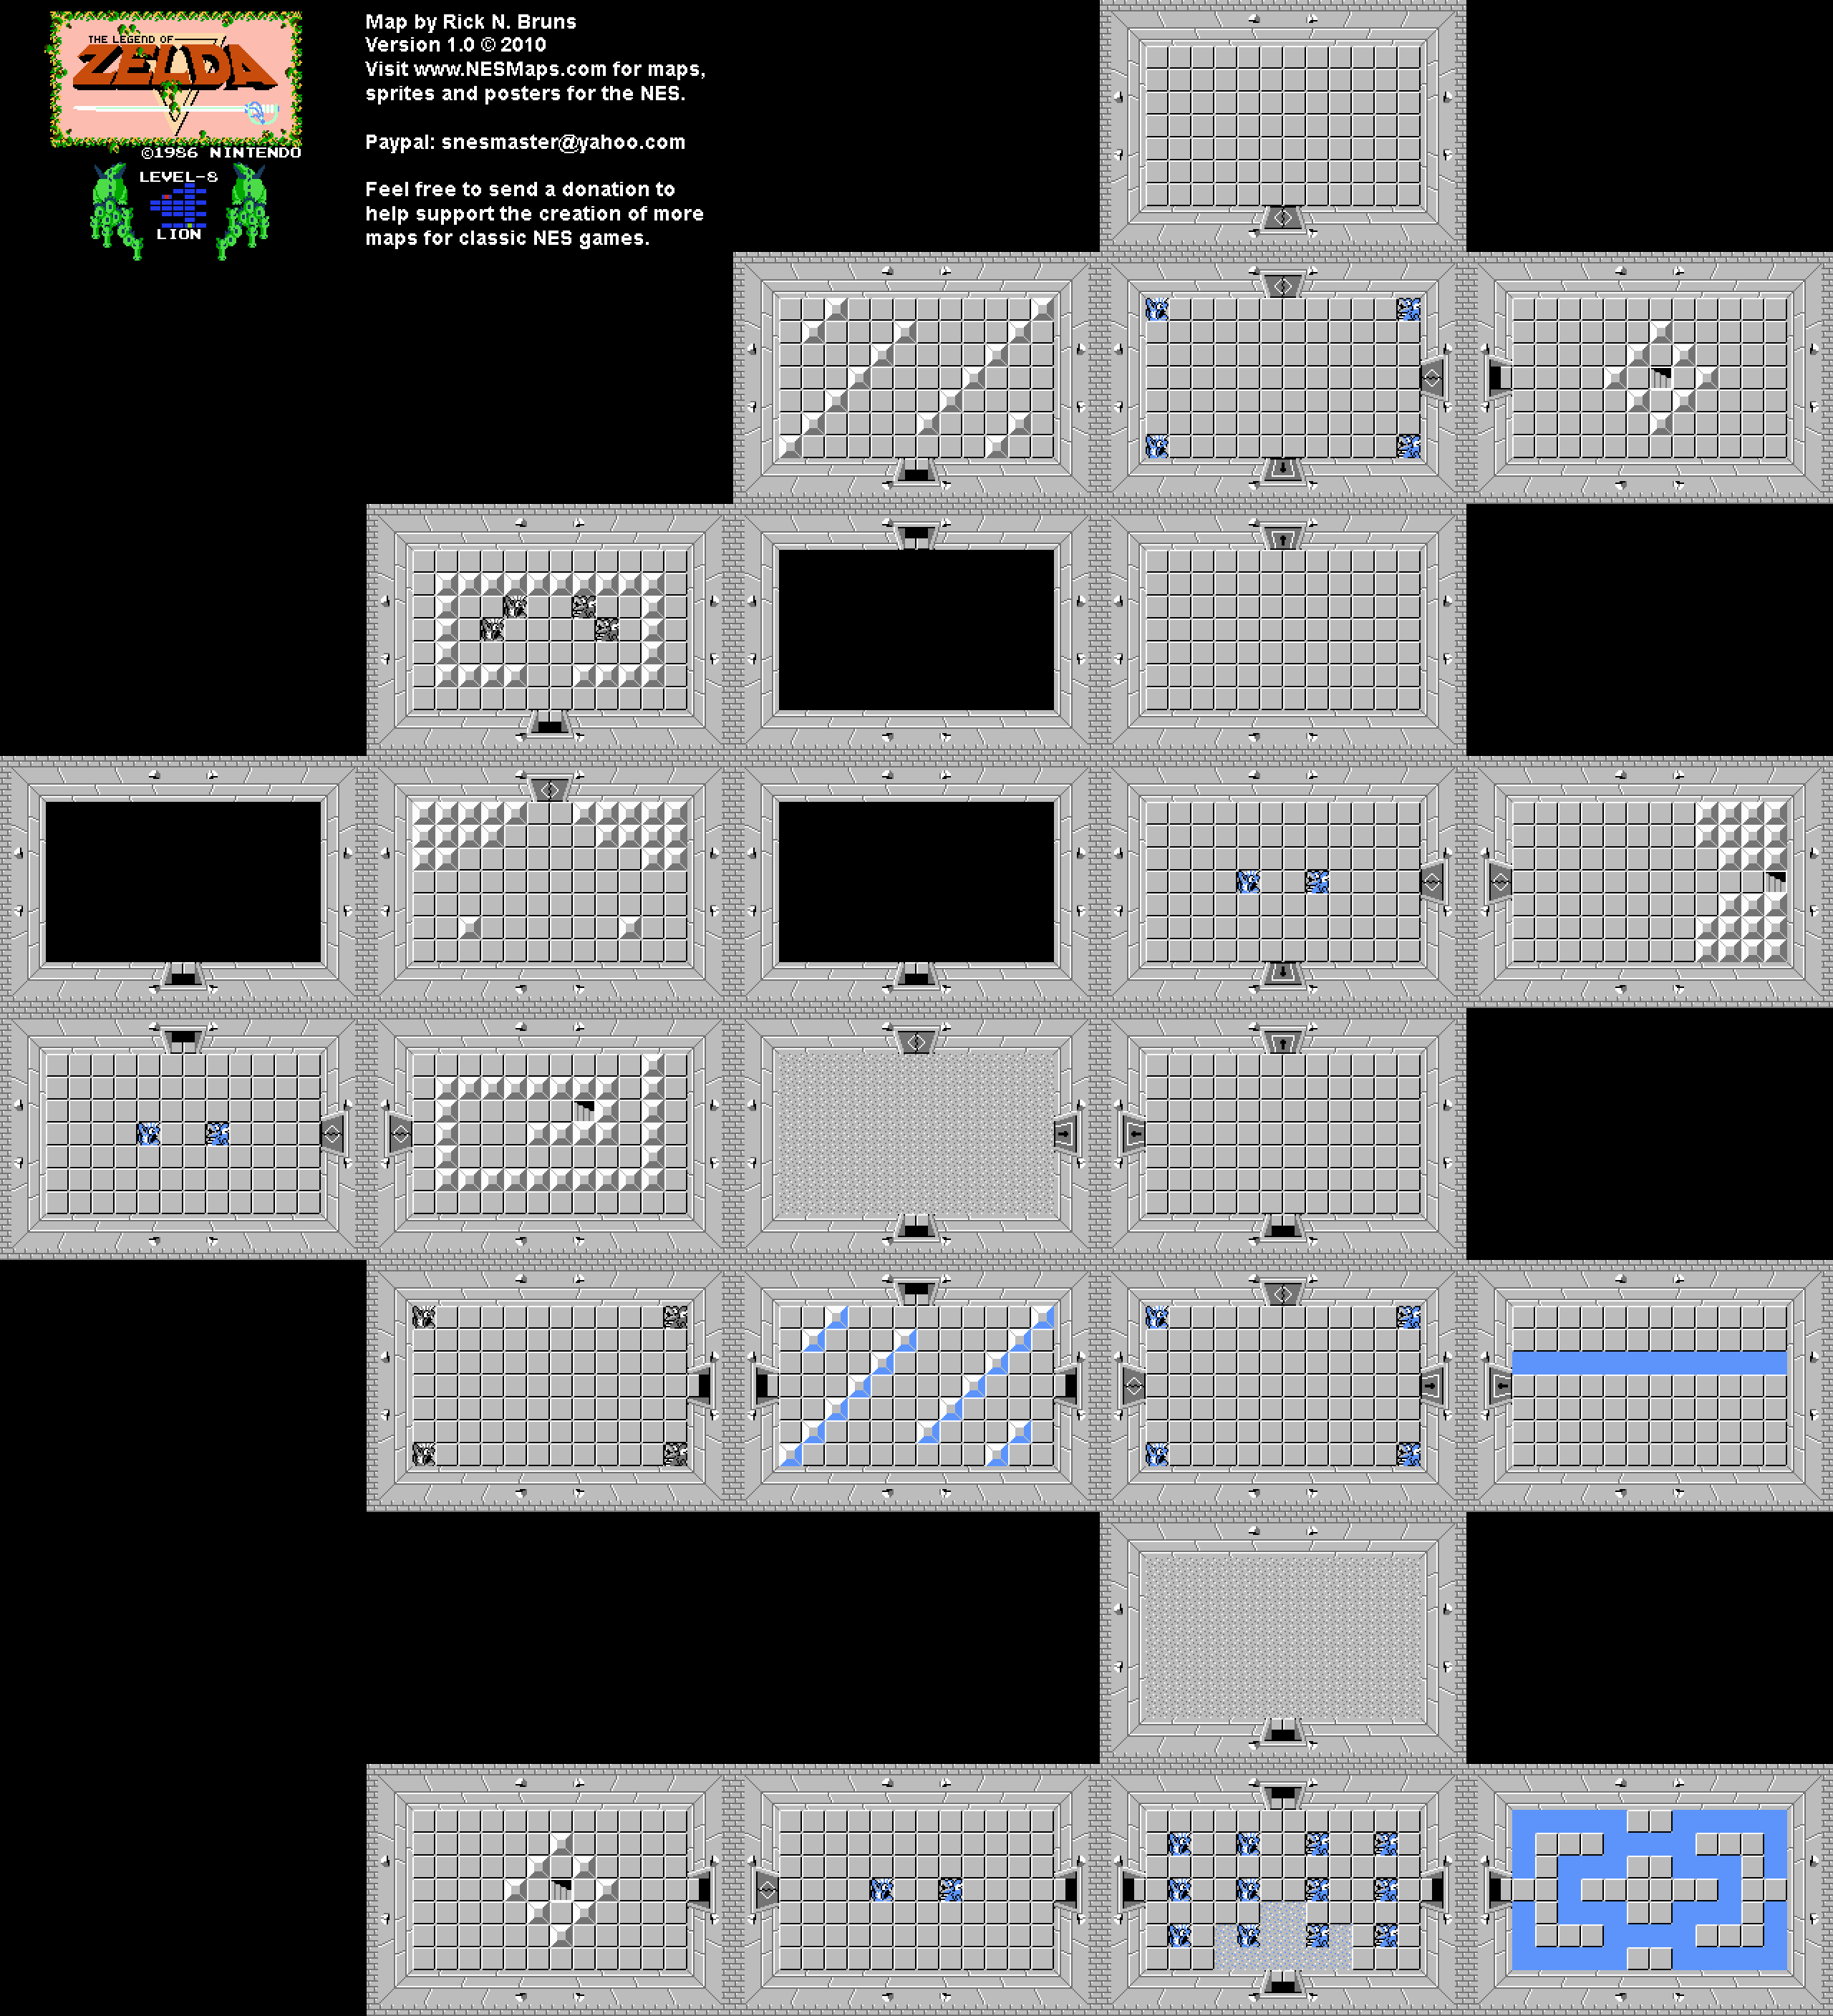 THE LEGEND OF
ZELDA
©1986 NINTENDO
LEVEL-8
LION
Map by Rick N. Bruns
Version 1.0 © 2010
Visit www.NESMaps.com for maps,
sprites and posters for the NES.
Paypal: snesmaster@yahoo.com
Feel free to send a donation to
help support the creation of more
maps for classic NES games.